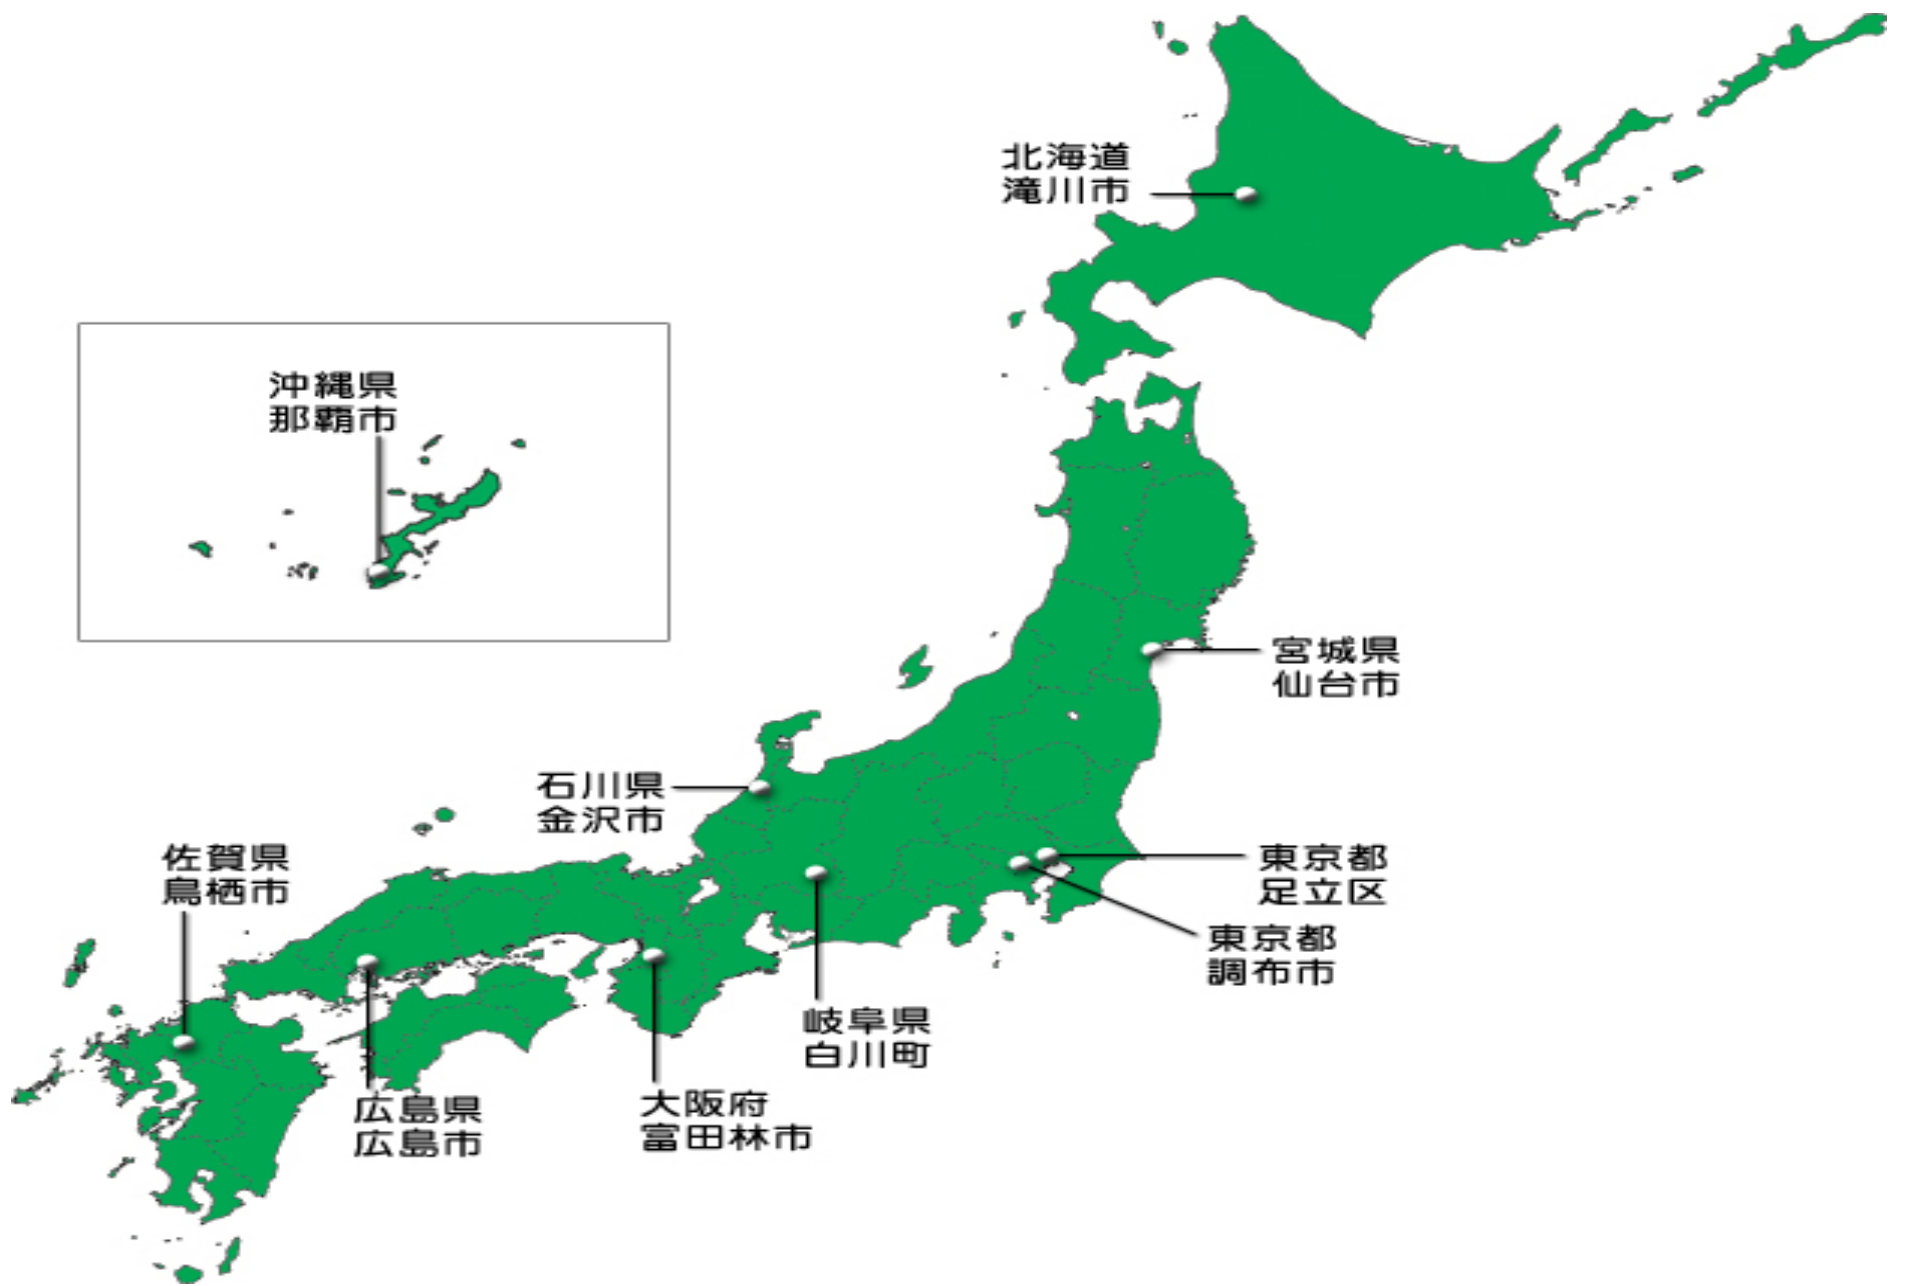 北海道
滝川市
沖縄県
那覇市
宮城県
仙台市
石川県
金沢市
佐賀県
鳥栖市
東京都
足立区
東京都
調布市
岐阜県
白川町
広島県
広島市
大阪府
富田林市